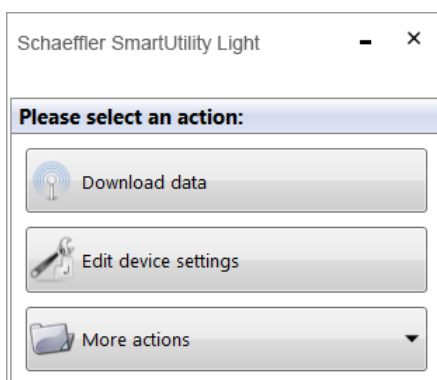 Schaeffler SmartUtility Light
Please select an action:
Download data
Edit device settings
More actions